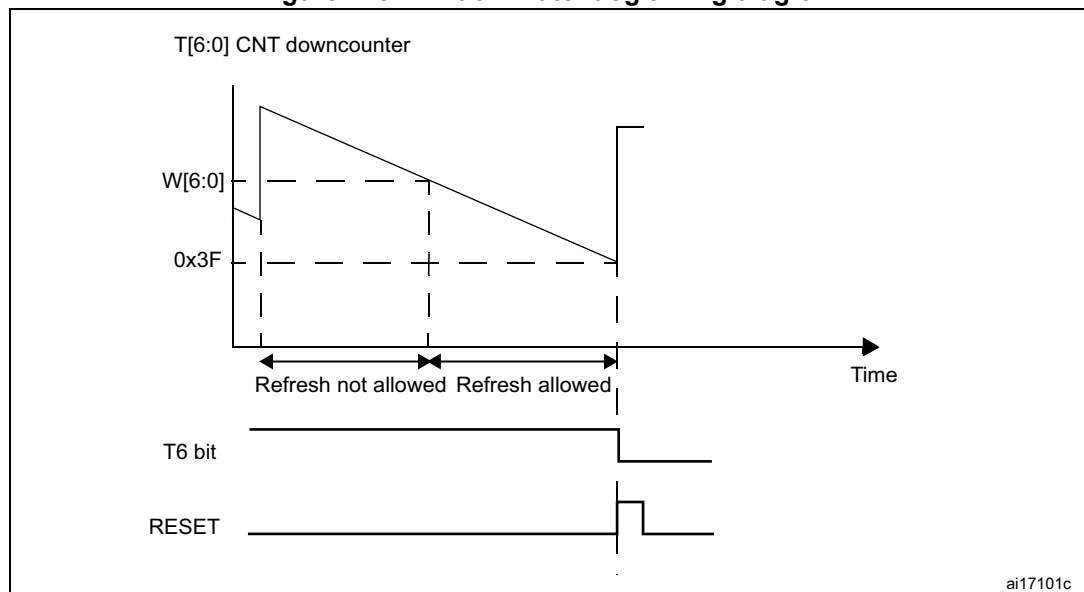 T[6:0] CNT downcounter
W[6:0]
0x3F
Refresh not allowed Refresh allowed
Time
T6 bit
RESET
ai17101c